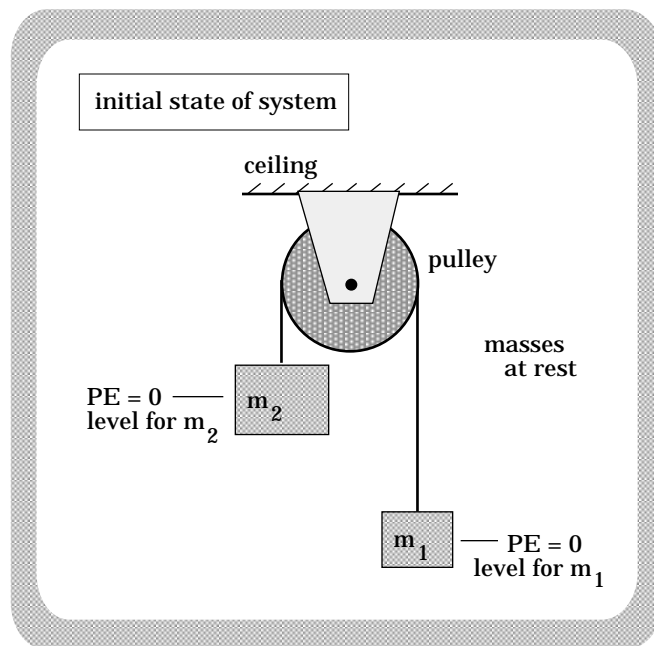 initial state of system
ceiling
pulley
masses
at rest
PE = 0
level for m₂
m₂
m₁
PE = 0
level for m₁